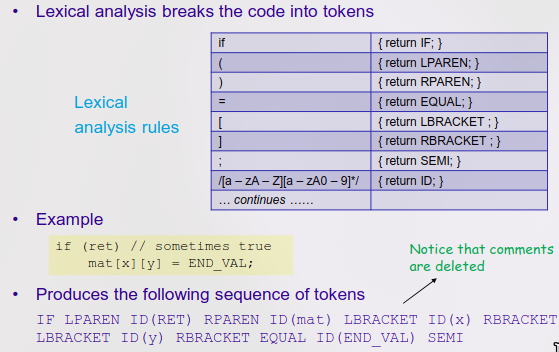 • Lexical analysis breaks the code into tokens
Lexical
analysis rules
if { return IF; }
( { return LPAREN; }
) { return RPAREN; }
= { return EQUAL; }
[ { return LBRACKET ; }
] { return RBRACKET ; }
; { return SEMI; }
/[a – zA – Z][a – zA0 – 9]*/ { return ID; }
… continues ……
• Example
if (ret) // sometimes true
mat[x][y] = END_VAL;
Notice that comments
are deleted
• Produces the following sequence of tokens
IF LPAREN ID(RET) RPAREN ID(mat) LBRACKET ID(x) RBRACKET
LBRACKET ID(y) RBRACKET EQUAL ID(END_VAL) SEMI